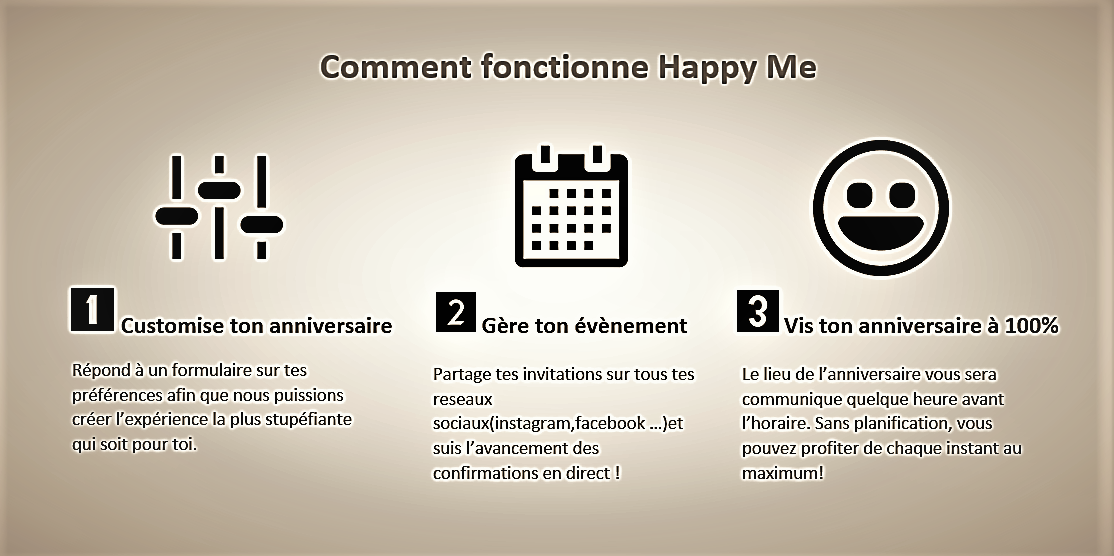 Comment fonctionne Happy Me
1 Customise ton anniversaire
Répond à un formulaire sur tes
préférences afin que nous puissions
créer l’expérience la plus stupéfiante
qui soit pour toi.
2 Gère ton évènement
Partage tes invitations sur tous tes
reseaux
sociaux(instagram,facebook ...)et
suis l’avancement des
confirmations en direct !
3 Vis ton anniversaire à 100%
Le lieu de l’anniversaire vous sera
communique quelque heure avant
l’horaire. Sans planification, vous
pouvez profiter de chaque instant au
maximum!